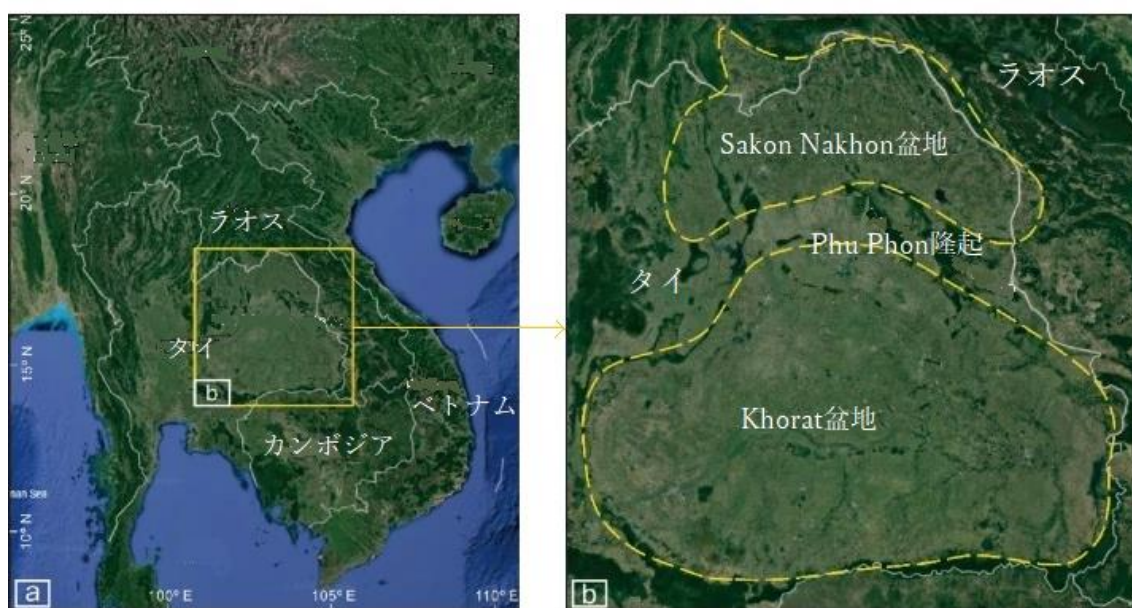 25° N
20° N
15° N
10° N
ラオス
タイ
b
ベトナム
カンボジア
nan Sea
a
100° E
105° E
110° E
ラオス
Sakon Nakhon盆地
Phu Phon隆起
タイ
Khorat盆地
b